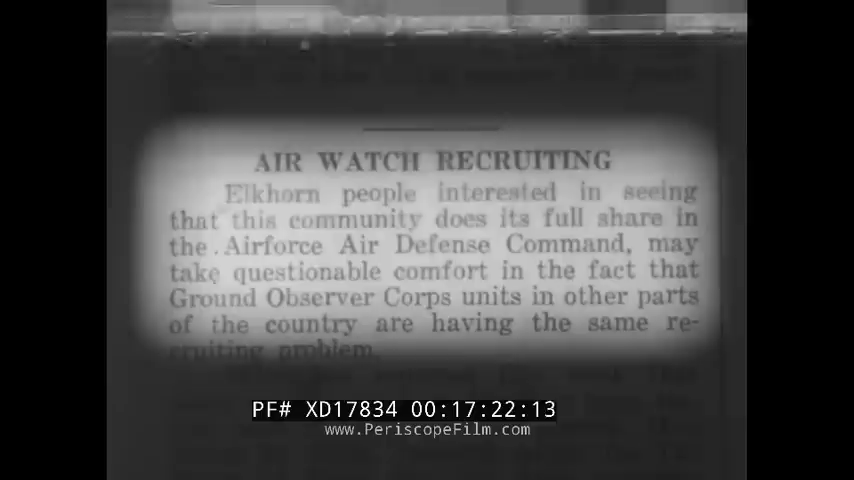 AIR WATCH RECRUITING
Elkhorn people interested in seeing
that this community does its full share in
the Airforce Air Defense Command, may
take questionable comfort in the fact that
Ground Observer Corps units in other parts
of the country are having the same re-
cruiting problem.
PF# XD17834 00:17:22:13
www.PeriscopeFilm.com